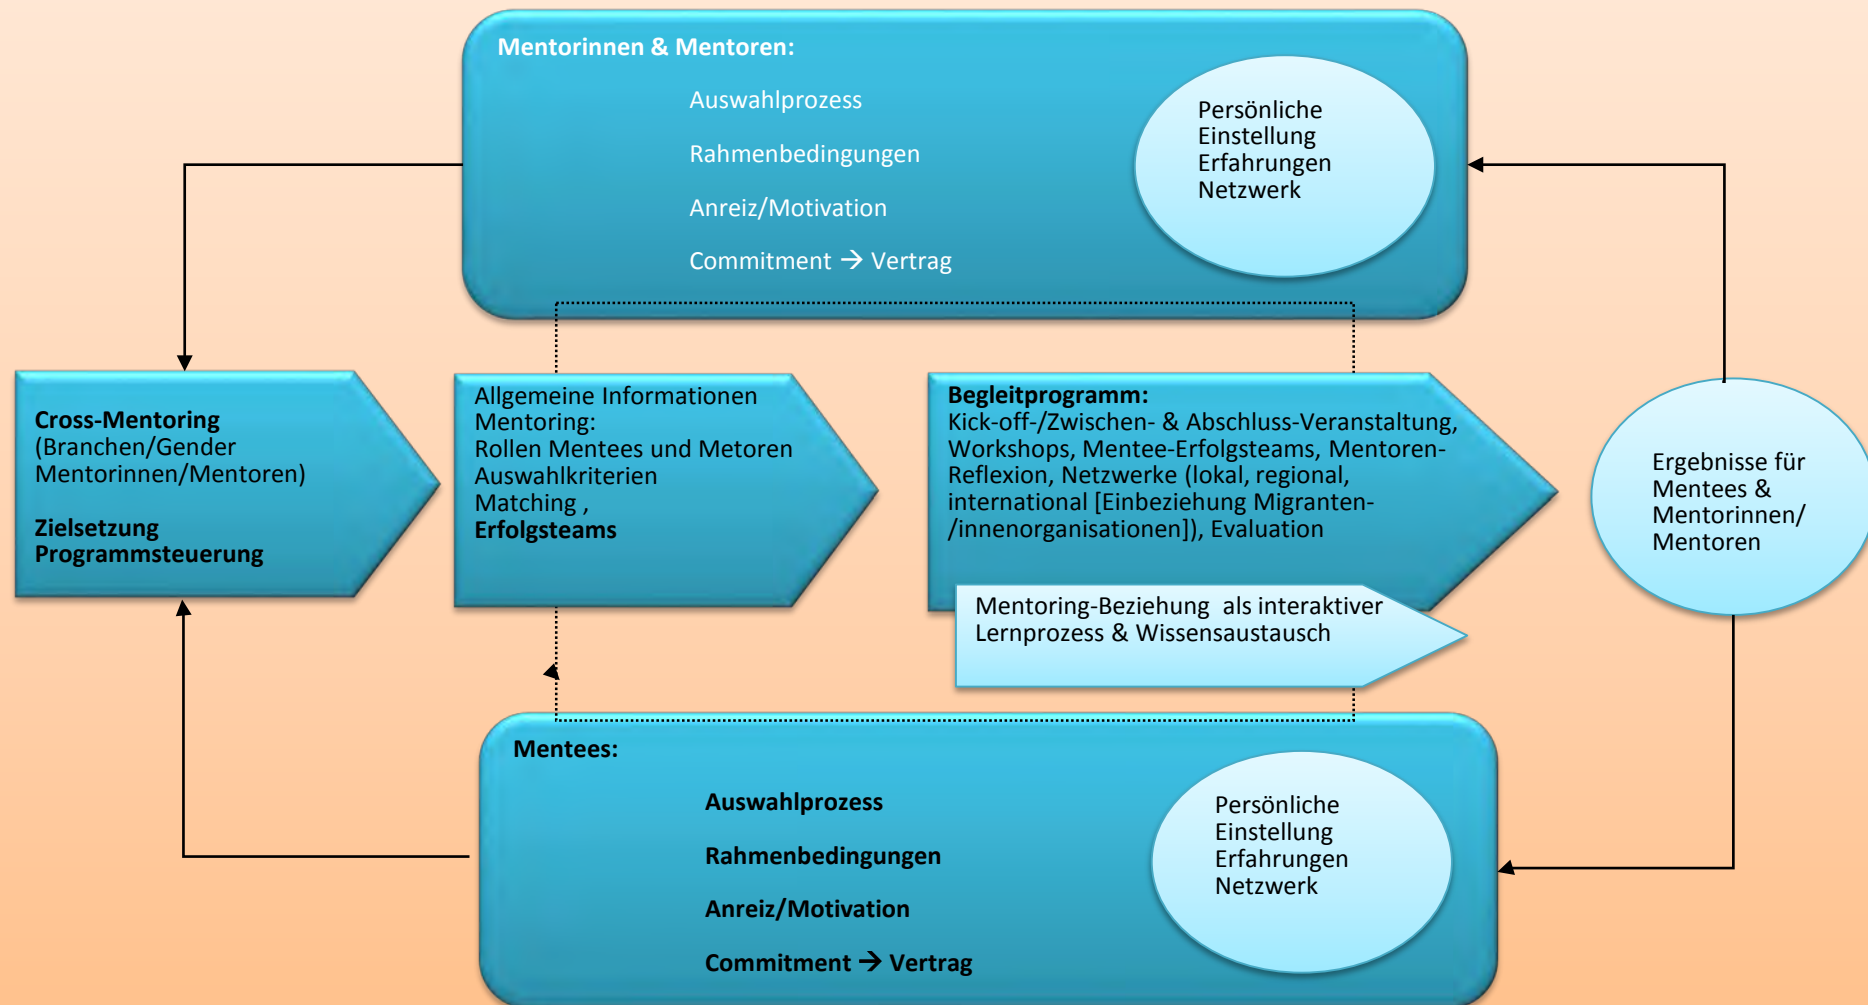 Mentorinnen & Mentoren:
Auswahlprozess
Rahmenbedingungen
Anreiz/Motivation
Commitment → Vertrag
Persönliche
Einstellung
Erfahrungen
Netzwerk
Cross-Mentoring
(Branchen/Gender
Mentorinnen/Mentoren)
Zielsetzung
Programmsteuerung
Allgemeine Informationen
Mentoring:
Rollen Mentees und Metoren
Auswahlkriterien
Matching ,
Erfolgsteams
Begleitprogramm:
Kick-off-/Zwischen- & Abschluss-Veranstaltung,
Workshops, Mentee-Erfolgsteams, Mentoren-
Reflexion, Netzwerke (lokal, regional,
international [Einbeziehung Migranten-
/innenorganisationen]), Evaluation
Mentoring-Beziehung als interaktiver
Lernprozess & Wissensaustausch
Ergebnisse für
Mentees &
Mentorinnen/
Mentoren
Mentees:
Auswahlprozess
Rahmenbedingungen
Anreiz/Motivation
Commitment → Vertrag
Persönliche
Einstellung
Erfahrungen
Netzwerk